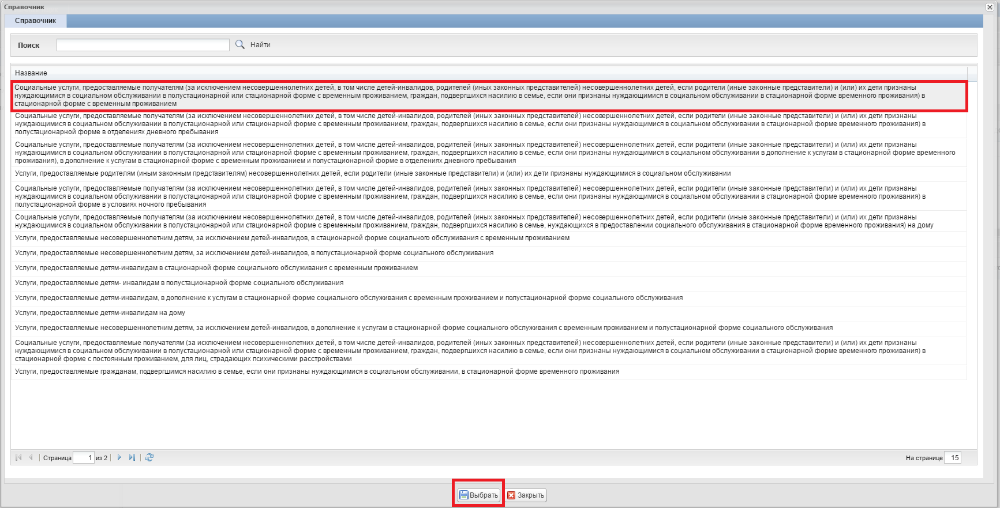 Справочник
Справочник
Поиск
Найти
Название
Социальные услуги, предоставляемые получателям (за исключением несовершеннолетних детей, в том числе детей-инвалидов, родителей (иных законных представителей) несовершеннолетних детей, если родители (иные законные представители) и (или) их дети признаны
нуждающимися в социальном обслуживании в полустационарной или стационарной форме с временным проживанием, граждан, подвергшихся насилию в семье, если они признаны нуждающимися в социальном обслуживании в стационарной форме временного проживания) в
стационарной форме с временным проживанием
Социальные услуги, предоставляемые получателям (за исключением несовершеннолетних детей, в том числе детей-инвалидов, родителей (иных законных представителей) несовершеннолетних детей, если родители (иные законные представители) и (или) их дети признаны
нуждающимися в социальном обслуживании в полустационарной или стационарной форме с временным проживанием, граждан, подвергшихся насилию в семье, если они признаны нуждающимися в социальном обслуживании в стационарной форме временного проживания) в
полустационарной форме в отделениях дневного пребывания
Социальные услуги, предоставляемые получателям (за исключением несовершеннолетних детей, в том числе детей-инвалидов, родителей (иных законных представителей) несовершеннолетних детей, если родители (иные законные представители) и (или) их дети признаны
нуждающимися в социальном обслуживании в полустационарной или стационарной форме с временным проживанием, граждан, подвергшихся насилию в семье, если они признаны нуждающимися в социальном обслуживании в дополнение к услугам в стационарной форме временного
проживания), в дополнение к услугам в стационарной форме с временным проживанием и полустационарной форме в отделениях дневного пребывания
Услуги, предоставляемые родителям (иным законным представителям) несовершеннолетних детей, если родители (иные законные представители) и (или) их дети признаны нуждающимися в социальном обслуживании
Социальные услуги, предоставляемые получателям (за исключением несовершеннолетних детей, в том числе детей-инвалидов, родителей (иных законных представителей) несовершеннолетних детей, если родители (иные законные представители) и (или) их дети признаны
нуждающимися в социальном обслуживании в полустационарной или стационарной форме с временным проживанием, граждан, подвергшихся насилию в семье, если они признаны нуждающимися в социальном обслуживании в стационарной форме временного проживания) в
полустационарной форме в условиях ночного пребывания
Социальные услуги, предоставляемые получателям (за исключением несовершеннолетних детей, в том числе детей-инвалидов, родителей (иных законных представителей) несовершеннолетних детей, если родители (иные законные представители) и (или) их дети признаны
нуждающимися в социальном обслуживании в полустационарной или стационарной форме с временным проживанием, граждан, подвергшихся насилию в семье, нуждающихся в предоставлении социального обслуживания в стационарной форме временного проживания) на дому
Услуги, предоставляемые несовершеннолетним детям, за исключением детей-инвалидов, в стационарной форме социального обслуживания с временным проживанием
Услуги, предоставляемые несовершеннолетним детям, за исключением детей-инвалидов, в полустационарной форме социального обслуживания
Услуги, предоставляемые детям-инвалидам в стационарной форме социального обслуживания с временным проживанием
Услуги, предоставляемые детям- инвалидам в полустационарной форме социального обслуживания
Услуги, предоставляемые детям-инвалидам, в дополнение к услугам в стационарной форме социального обслуживания с временным проживанием и полустационарной форме социального обслуживания
Услуги, предоставляемые детям-инвалидам на дому
Услуги, предоставляемые несовершеннолетним детям, за исключением детей-инвалидов, в дополнение к услугам в стационарной форме социального обслуживания с временным проживанием и полустационарной форме социального обслуживания
Социальные услуги, предоставляемые получателям (за исключением несовершеннолетних детей, в том числе детей-инвалидов, родителей (иных законных представителей) несовершеннолетних детей, если родители (иные законные представители) и (или) их дети признаны
нуждающимися в социальном обслуживании в полустационарной или стационарной форме с временным проживанием, граждан, подвергшихся насилию в семье, если они признаны нуждающимися в социальном обслуживании в стационарной форме временного проживания) в
стационарной форме с постоянным проживанием, для лиц, страдающих психическими расстройствами
Услуги, предоставляемые гражданам, подвергшимся насилию в семье, если они признаны нуждающимися в социальном обслуживании, в стационарной форме временного проживания
Страница 1 из 2
На странице 15
Выбрать
Закрыть